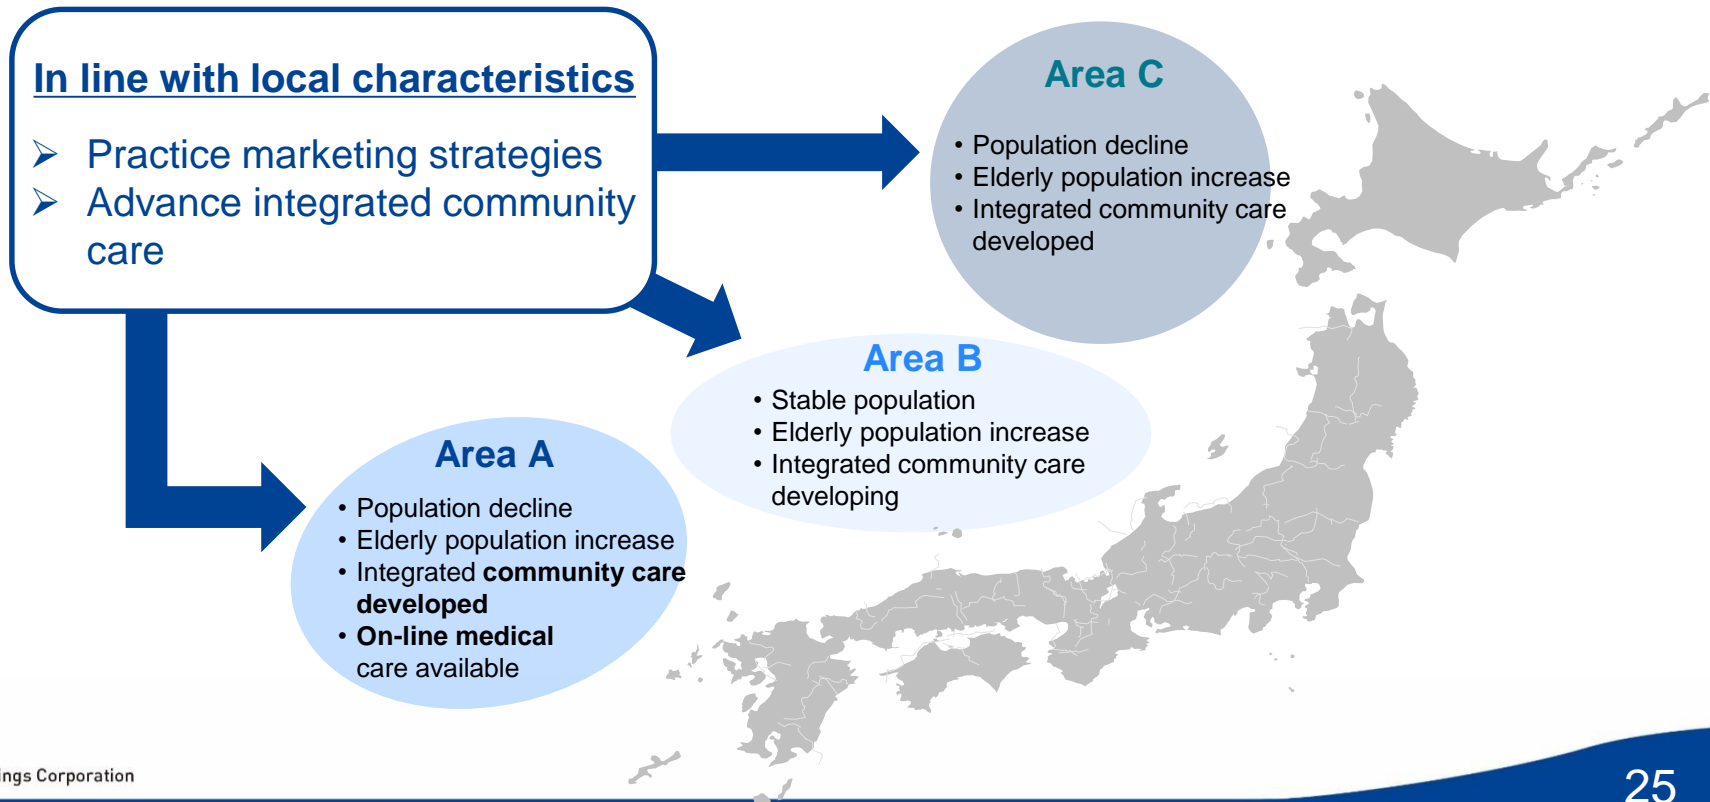 In line with local characteristics
➢ Practice marketing strategies
➢ Advance integrated community
care
Area C
• Population decline
• Elderly population increase
• Integrated community care
developed
Area B
• Stable population
• Elderly population increase
• Integrated community care
developing
Area A
• Population decline
• Elderly population increase
• Integrated community care
developed
• On-line medical
care available
ings Corporation
25